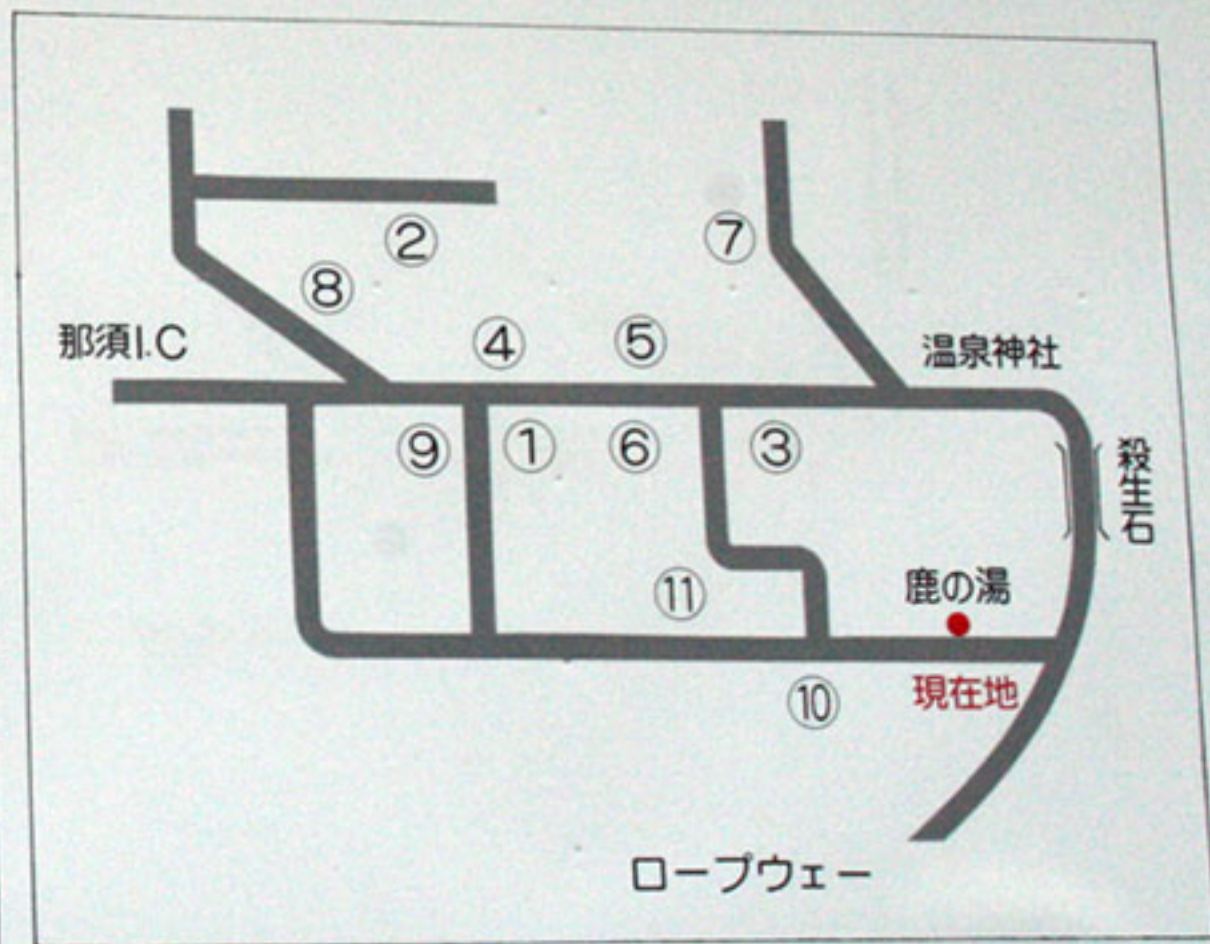 ②
⑦
⑧
那須I.C
④
⑤
温泉神社
⑨
①
⑥
③
殺生石
⑪
鹿の湯
現在地
⑩
ロープウェー